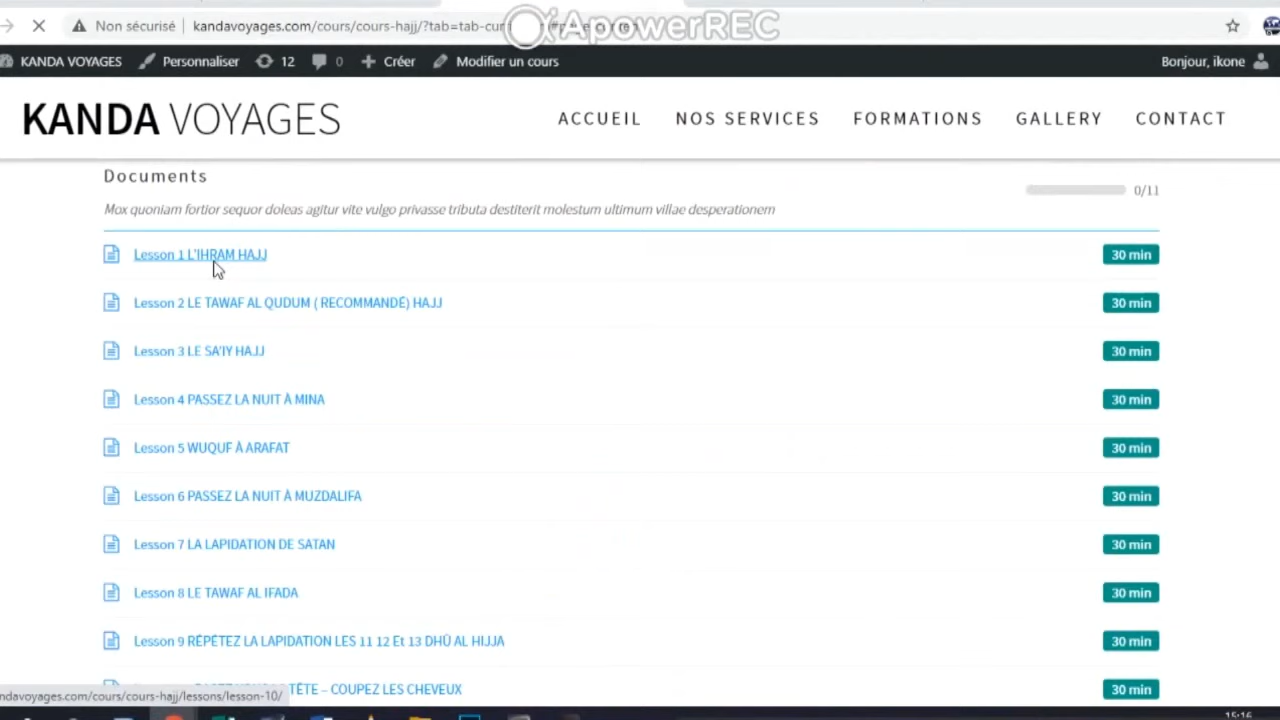 Non sécurisé | kandavoyages.com/cours/cours-hajj/?tab=tab-cur
ApowerREC
KANDA VOYAGES Personnaliser 12 0 Créer Modifier un cours Bonjour, ikone
KANDA VOYAGES ACCUEIL NOS SERVICES FORMATIONS GALLERY CONTACT
Documents
0/11
Mox quoniam fortior sequor doleas agitur vite vulgo privasse tributa destiterit molestum ultimum villae desperationem
Lesson 1 L'IHRAM HAJJ 30 min
Lesson 2 LE TAWAF AL QUDUM ( RECOMMANDÉ) HAJJ 30 min
Lesson 3 LE SA'IY HAJJ 30 min
Lesson 4 PASSEZ LA NUIT À MINA 30 min
Lesson 5 WUQUF À ARAFAT 30 min
Lesson 6 PASSEZ LA NUIT À MUZDALIFA 30 min
Lesson 7 LA LAPIDATION DE SATAN 30 min
Lesson 8 LE TAWAF AL IFADA 30 min
Lesson 9 RÉPÉTEZ LA LAPIDATION LES 11 12 Et 13 DHÛ AL HIJJA 30 min
TÊTE – COUPEZ LES CHEVEUX 30 min
ndavoyages.com/cours/cours-hajj/lessons/lesson-10/
15:16